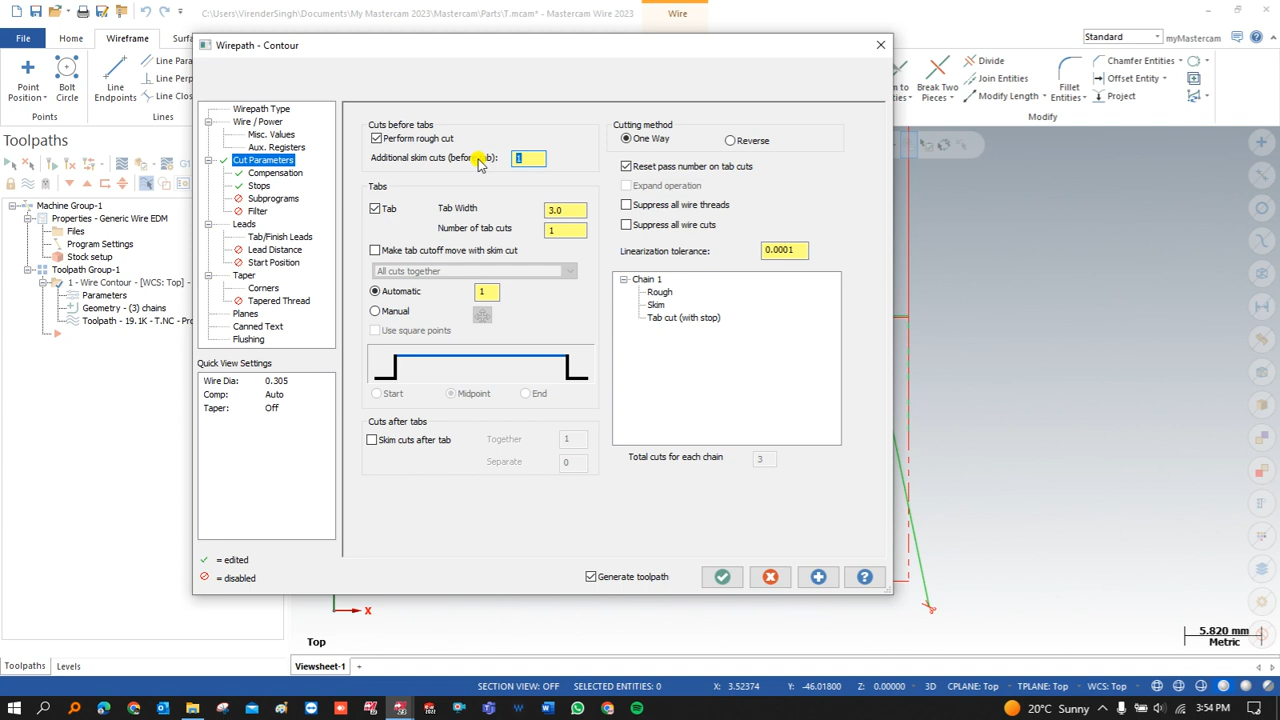 C:\Users\VirenderSingh\Documents\My Mastercam 2023\Mastercam\Parts\T.mcam* - Mastercam Wire 2023
Wire
File
Home
Wireframe
Surfa
Standard
myMastercam
Point
Position
Bolt
Circle
Line
Endpoints
Line Para
Line Perp
Line Close
Points
Lines
Wirepath - Contour
m to
ties
Break Two
Pieces
Divide
Join Entities
Modify Length
Fillet
Entities
Chamfer Entities
Offset Entity
Project
Modify
Toolpaths
Machine Group-1
Properties - Generic Wire EDM
Files
Program Settings
Stock setup
Toolpath Group-1
1 - Wire Contour - [WCS: Top] -
Parameters
Geometry - (3) chains
Toolpath - 19.1K - T.NC - Pro
Wirepath Type
Wire / Power
Misc. Values
Aux. Registers
Cut Parameters
Compensation
Stops
Subprograms
Filter
Leads
Tab/Finish Leads
Lead Distance
Start Position
Taper
Corners
Tapered Thread
Planes
Canned Text
Flushing
Quick View Settings
Wire Dia: 0.305
Comp: Auto
Taper: Off
= edited
= disabled
Cuts before tabs
Perform rough cut
Additional skim cuts (before tab): 1
Tabs
Tab
Tab Width 3.0
Number of tab cuts 1
Make tab cutoff move with skim cut
All cuts together
Automatic 1
Manual
Use square points
Start Midpoint End
Cuts after tabs
Skim cuts after tab
Together 1
Separate 0
Cutting method
One Way Reverse
Reset pass number on tab cuts
Expand operation
Suppress all wire threads
Suppress all wire cuts
Linearization tolerance: 0.0001
Chain 1
Rough
Skim
Tab cut (with stop)
Total cuts for each chain 3
Generate toolpath
X
Top
5.820 mm
Metric
Toolpaths Levels
Viewsheet-1 +
SECTION VIEW: OFF SELECTED ENTITIES: 0 X: 3.52374 Y: -46.01800 Z: 0.00000 3D CPLANE: Top TPLANE: Top WCS: Top
20°C Sunny 3:54 PM